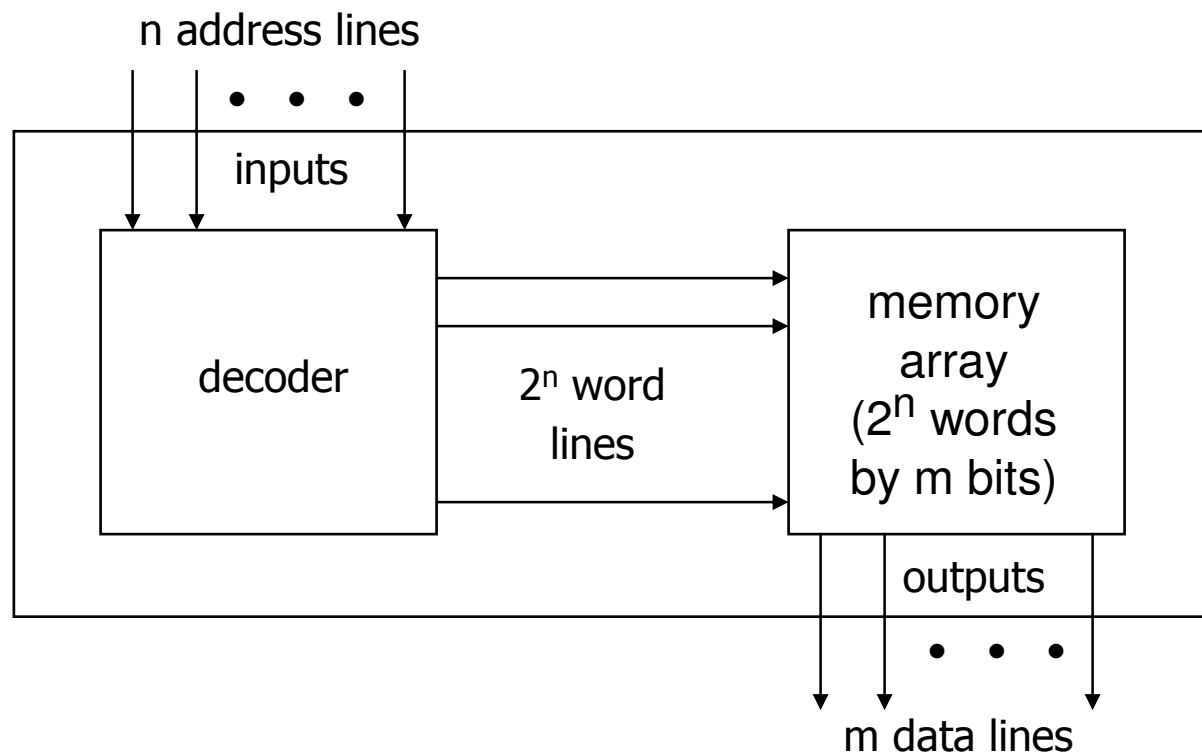 n address lines
• • •
inputs
decoder
2ⁿ word
lines
memory
array
(2ⁿ words
by m bits)
outputs
• • •
m data lines